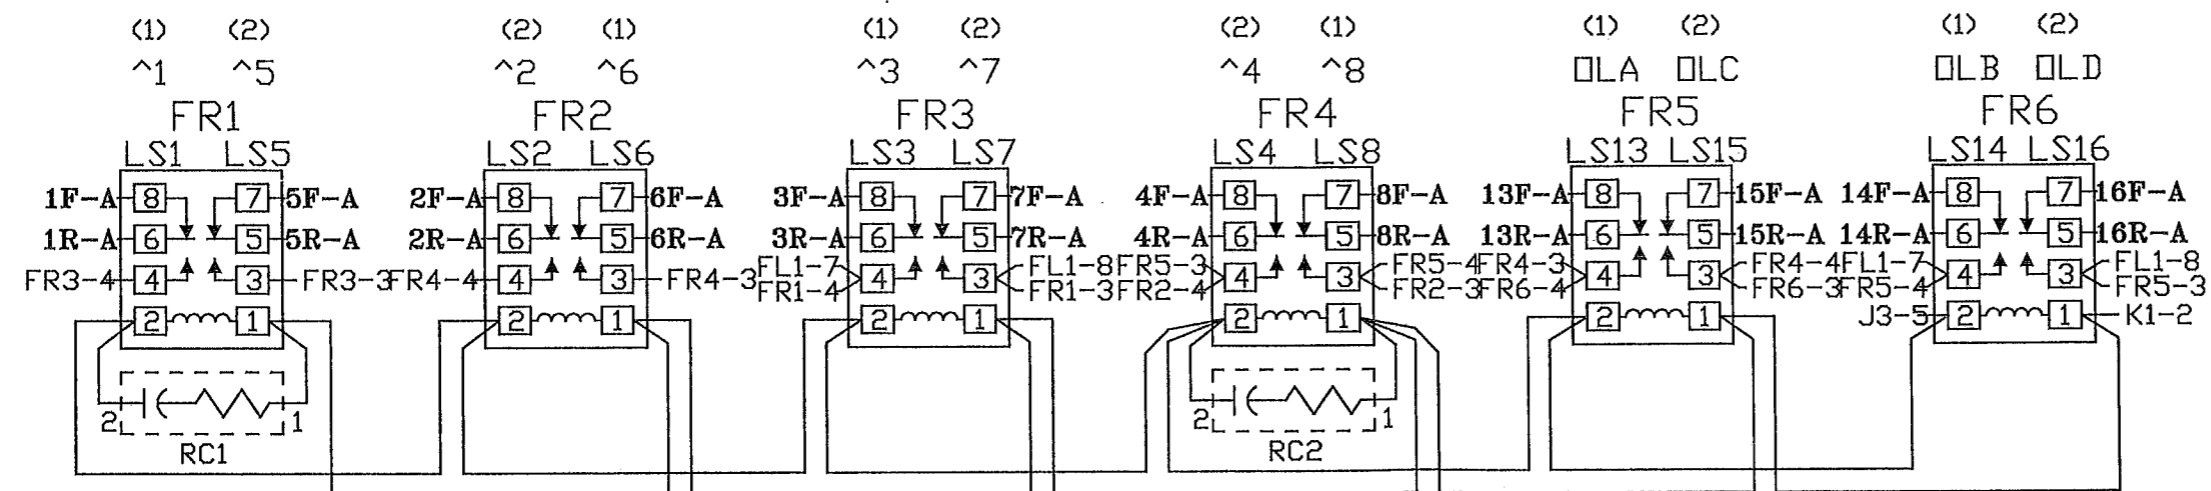 (1) (2) (2) (1) (1) (2) (2) (1) (1) (2) (1) (2)
^1 ^5 ^2 ^6 ^3 ^7 ^4 ^8 OLA OLC OLB OLD
FR1 FR2 FR3 FR4 FR5 FR6
LS1 LS5 LS2 LS6 LS3 LS7 LS4 LS8 LS13 LS15 LS14 LS16
1F-A 8 7 5F-A 2F-A 8 7 6F-A 3F-A 8 7 7F-A 4F-A 8 7 8F-A 13F-A 8 7 15F-A 14F-A 8 7 16F-A
1R-A 6 5 5R-A 2R-A 6 5 6R-A 3R-A 6 5 7R-A 4R-A 6 5 8R-A 13R-A 6 5 15R-A 14R-A 6 5 16R-A
FL1-7 FL1-8 FR5-3 FR5-4 FR4-3 FR4-4 FL1-7 FL1-8
FR3-4 4 3 FR3-3 FR4-4 4 3 FR4-3 4 3 4 3 4 3 4 3
FR1-4 FR1-3 FR2-4 FR2-3 FR6-4 FR6-3 FR5-4 FR5-3
2 1 2 1 2 1 2 1 2 1 J3-5 2 1 K1-2
2 1 2 1
RC1 RC2